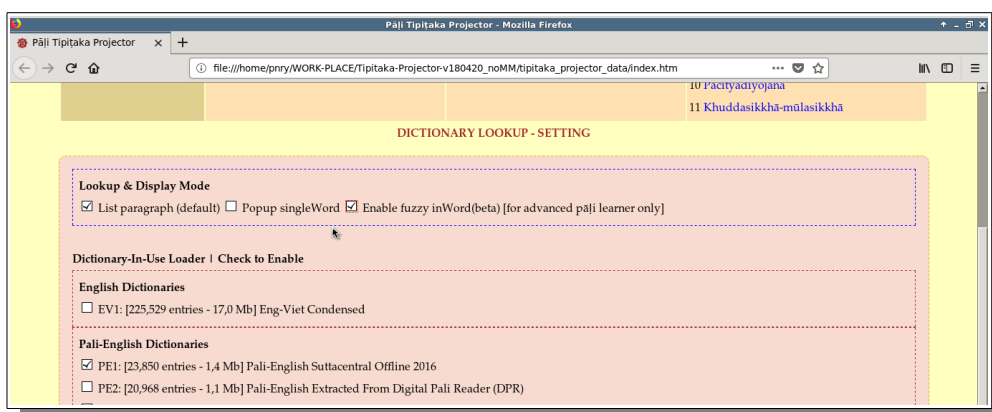 Pāḷi Tipiṭaka Projector - Mozilla Firefox
Pāḷi Tipiṭaka Projector
file:///home/pnry/WORK-PLACE/Tipitaka-Projector-v180420_noMM/tipitaka_projector_data/index.htm
10 Pācityādiyojanā
11 Khuddasikkhā-mūlasikkhā
DICTIONARY LOOKUP - SETTING
Lookup & Display Mode
List paragraph (default) Popup singleWord Enable fuzzy inWord(beta) [for advanced pāḷi learner only]
Dictionary-In-Use Loader | Check to Enable
English Dictionaries
EV1: [225,529 entries - 17,0 Mb] Eng-Viet Condensed
Pali-English Dictionaries
PE1: [23,850 entries - 1,4 Mb] Pali-English Suttacentral Offline 2016
PE2: [20,968 entries - 1,1 Mb] Pali-English Extracted From Digital Pali Reader (DPR)